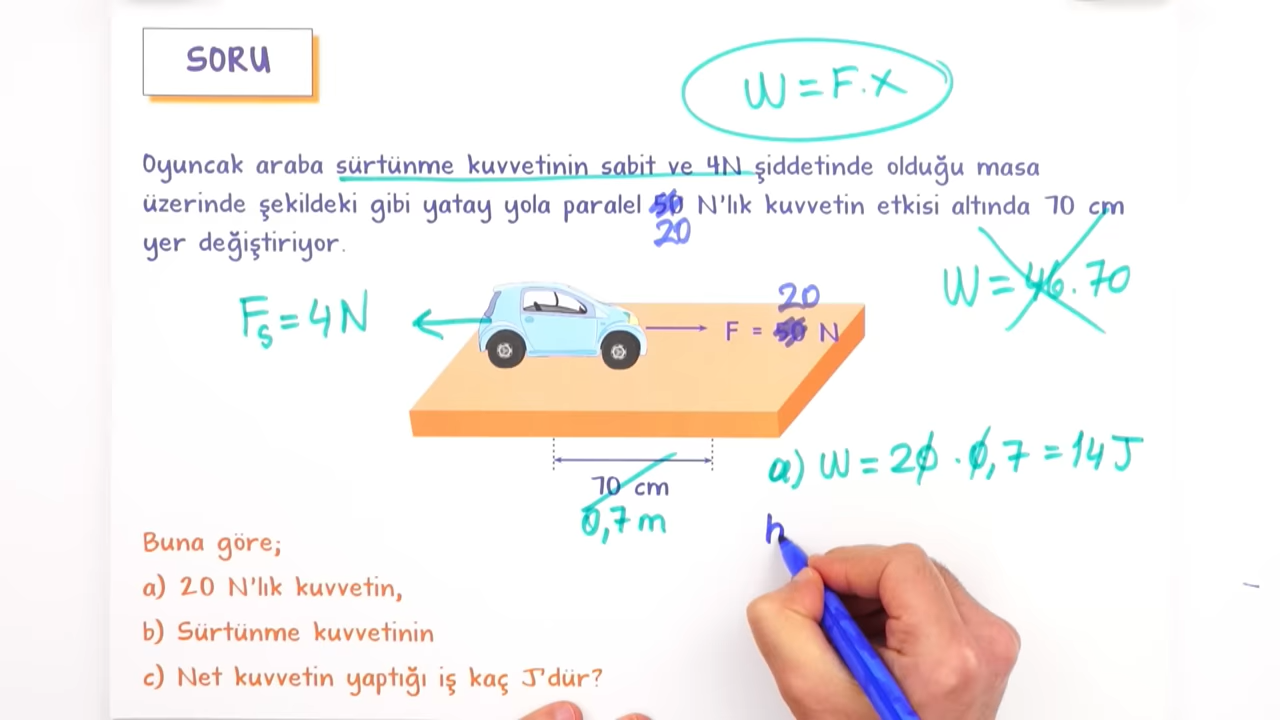 SORU
W = F.x
Oyuncak araba sürtünme kuvvetinin sabit ve 4N şiddetinde olduğu masa
üzerinde şekildeki gibi yatay yola paralel 50 N'lık kuvvetin etkisi altında 70 cm
20
yer değiştiriyor.
W = 46.70
Fs = 4N
20
F = 50 N
a) W = 20 . 0,7 = 14 J
70 cm
0,7 m
Buna göre;
a) 20 N'lık kuvvetin,
b) Sürtünme kuvvetinin
c) Net kuvvetin yaptığı iş kaç J'dür?